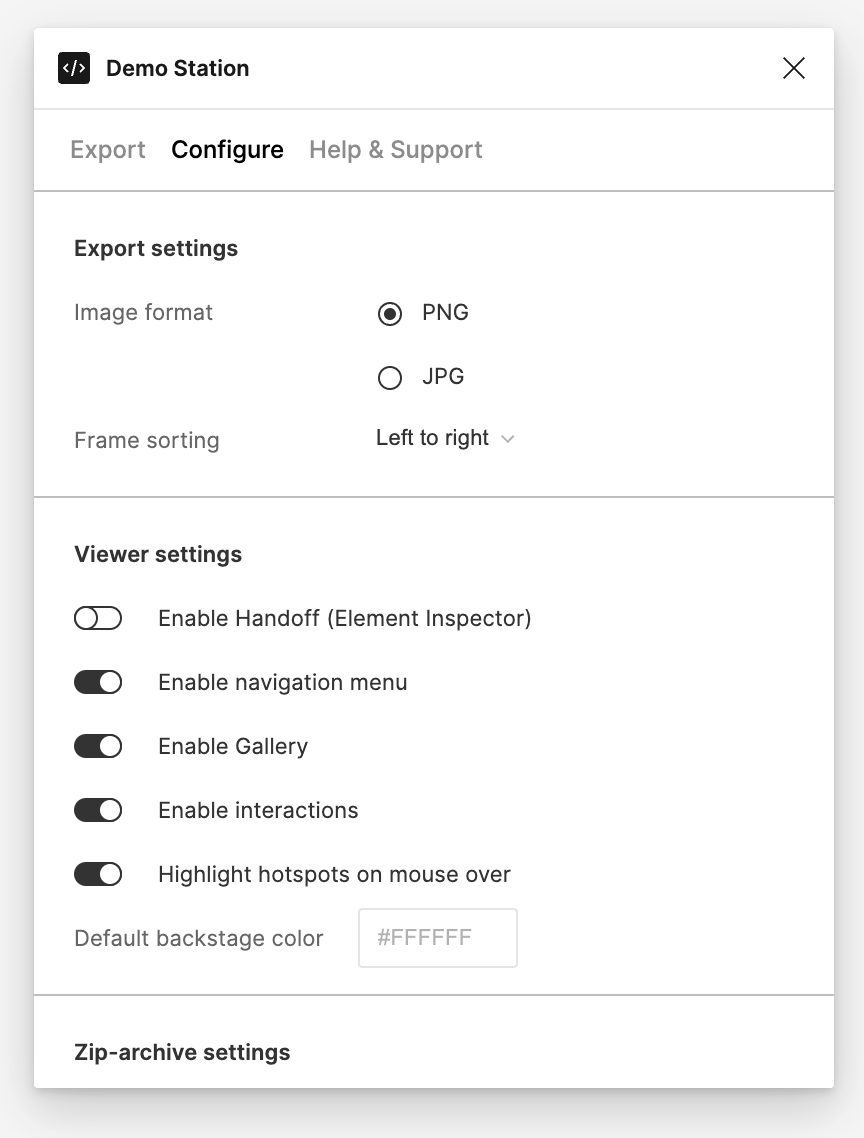 </> Demo Station
Export Configure Help & Support
Export settings
Image format PNG
JPG
Frame sorting Left to right
Viewer settings
Enable Handoff (Element Inspector)
Enable navigation menu
Enable Gallery
Enable interactions
Highlight hotspots on mouse over
Default backstage color #FFFFFF
Zip-archive settings